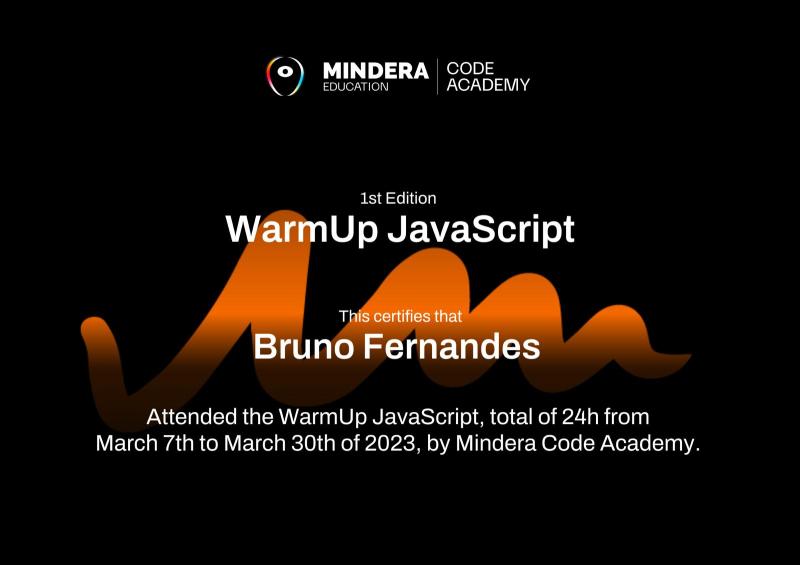 MINDERA
EDUCATION
CODE
ACADEMY
1st Edition
WarmUp JavaScript
This certifies that
Bruno Fernandes
Attended the WarmUp JavaScript, total of 24h from
March 7th to March 30th of 2023, by Mindera Code Academy.